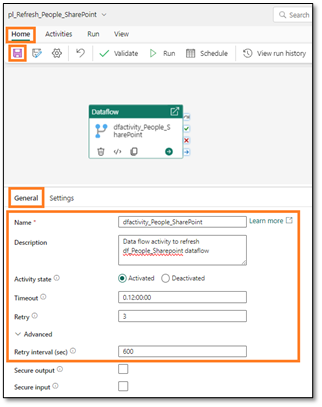 pl_Refresh_People_SharePoint
Search
Home Activities Run View
Validate Run Schedule View run history
Dataflow
dfactivity_People_S
harePoint
General Settings
Name * dfactivity_People_SharePoint Learn more
Description Data flow activity to refresh
df_People_Sharepoint dataflow
Activity state Activated Deactivated
Timeout 0.12:00:00
Retry 3
Advanced
Retry interval (sec) 600
Secure output
Secure input